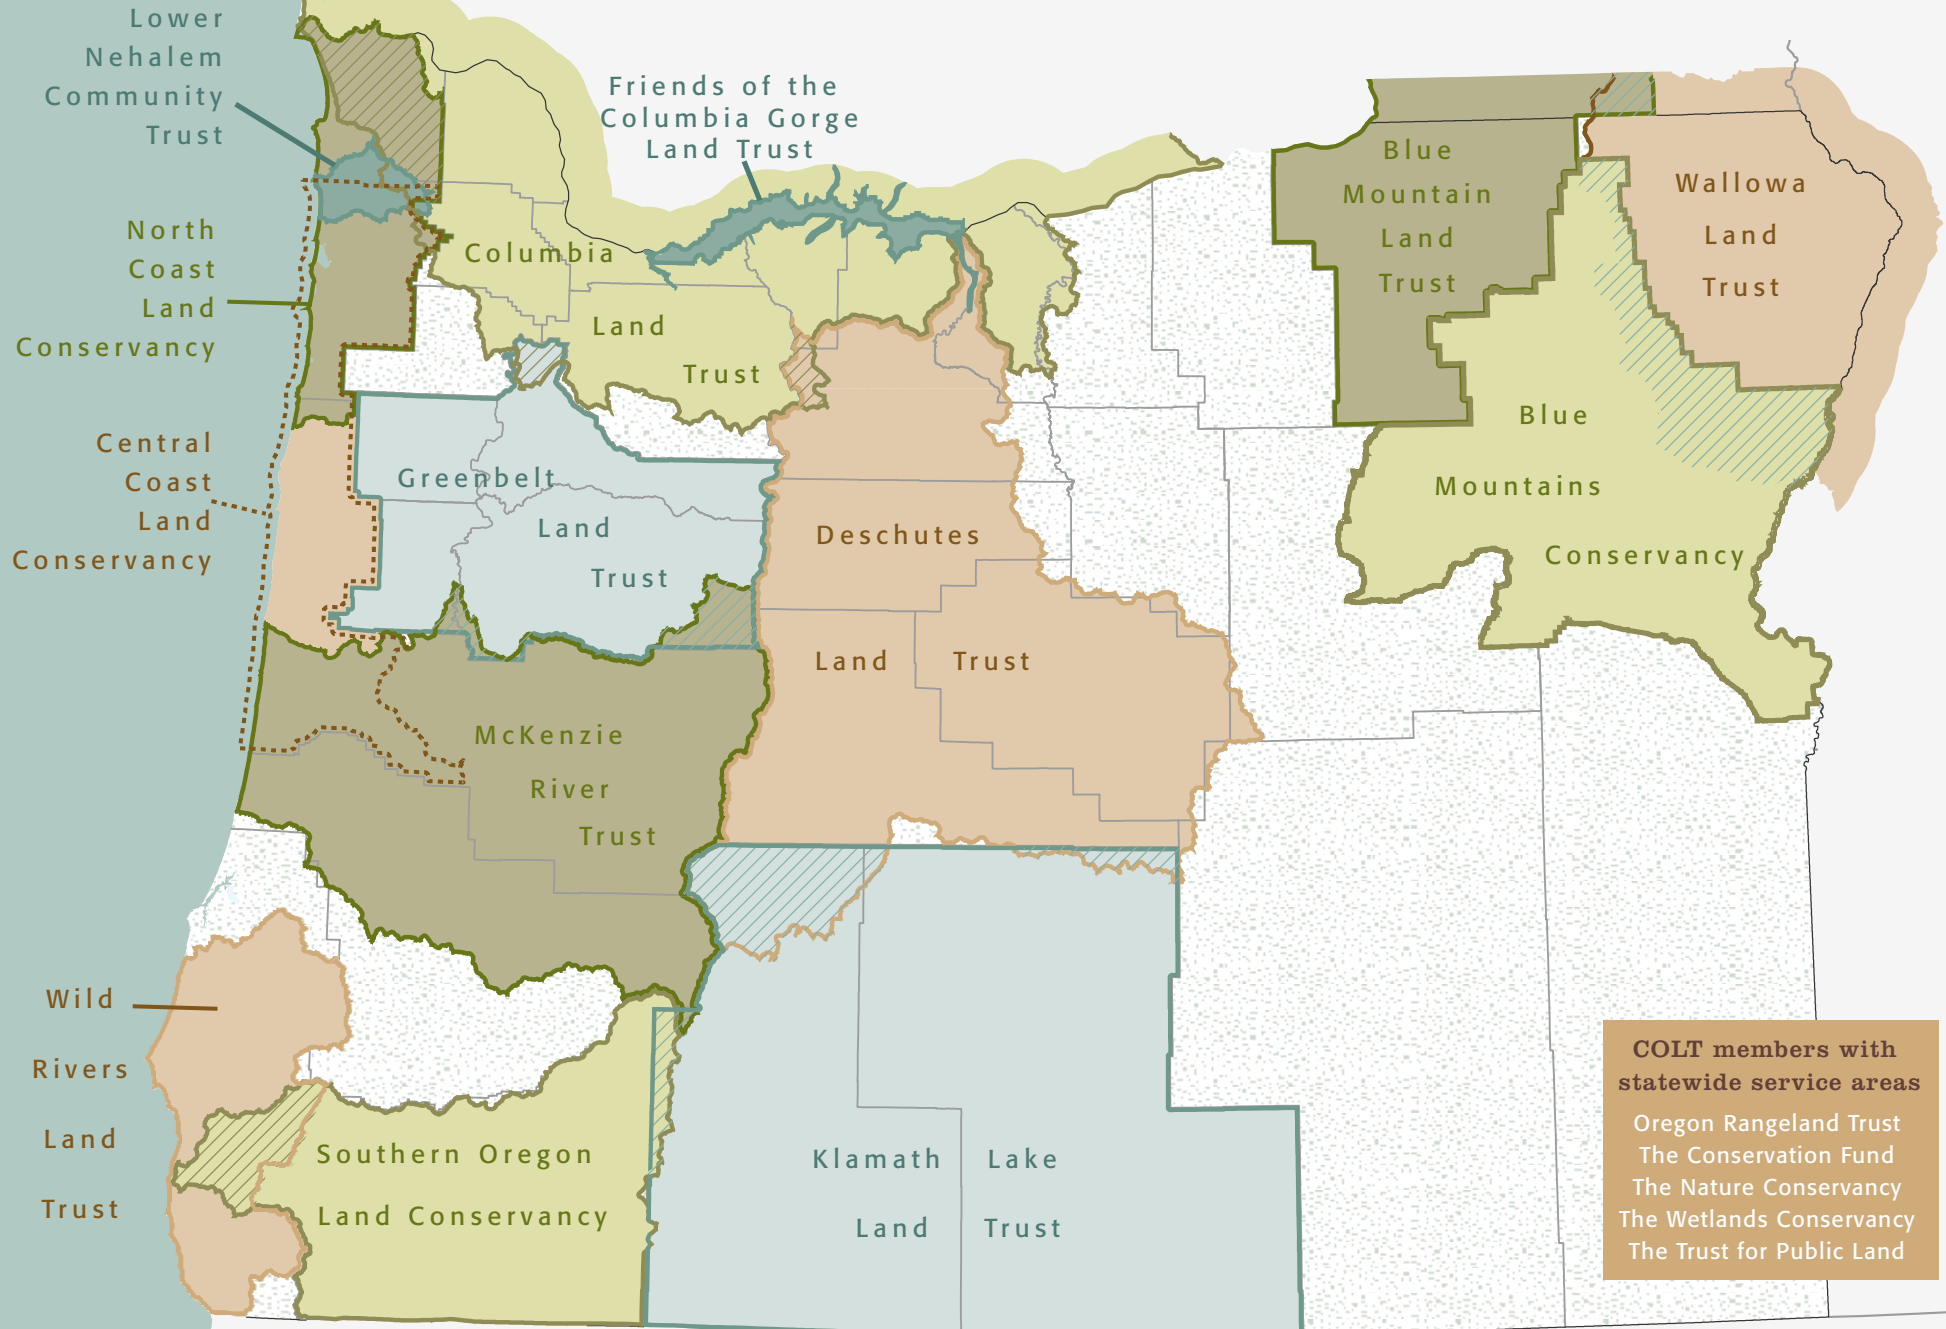 Lower
Nehalem
Community
Trust
Friends of the
Columbia Gorge
Land Trust
North
Coast
Land
Conservancy
Columbia
Land
Trust
Blue
Mountain
Land
Trust
Wallowa
Land
Trust
Central
Coast
Land
Conservancy
Greenbelt
Land
Trust
Deschutes
Land Trust
Blue
Mountains
Conservancy
McKenzie
River
Trust
Wild
Rivers
Land
Trust
Southern Oregon
Land Conservancy
Klamath Lake
Land Trust
COLT members with
statewide service areas
Oregon Rangeland Trust
The Conservation Fund
The Nature Conservancy
The Wetlands Conservancy
The Trust for Public Land